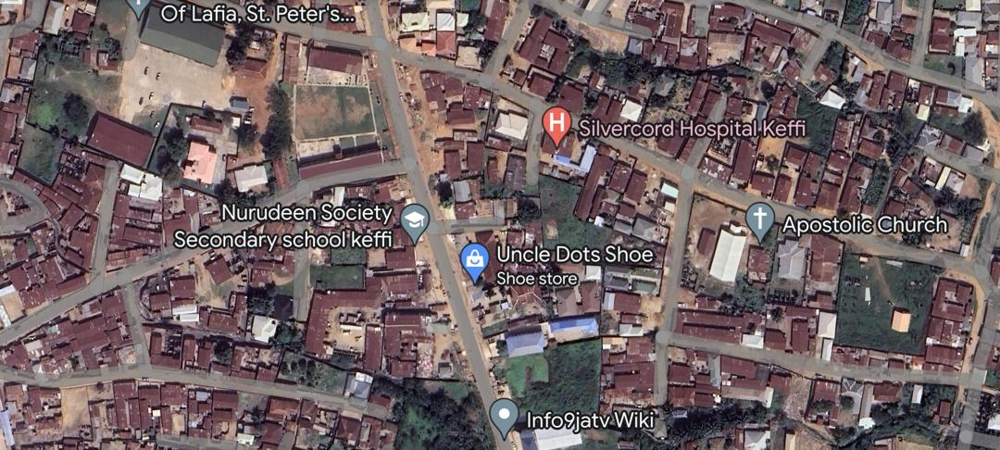 Of Lafia, St. Peter's...
H
Silvercord Hospital Keffi
Nurudeen Society
Secondary school keffi
Apostolic Church
Uncle Dots Shoe
Shoe store
Info9jatv Wiki